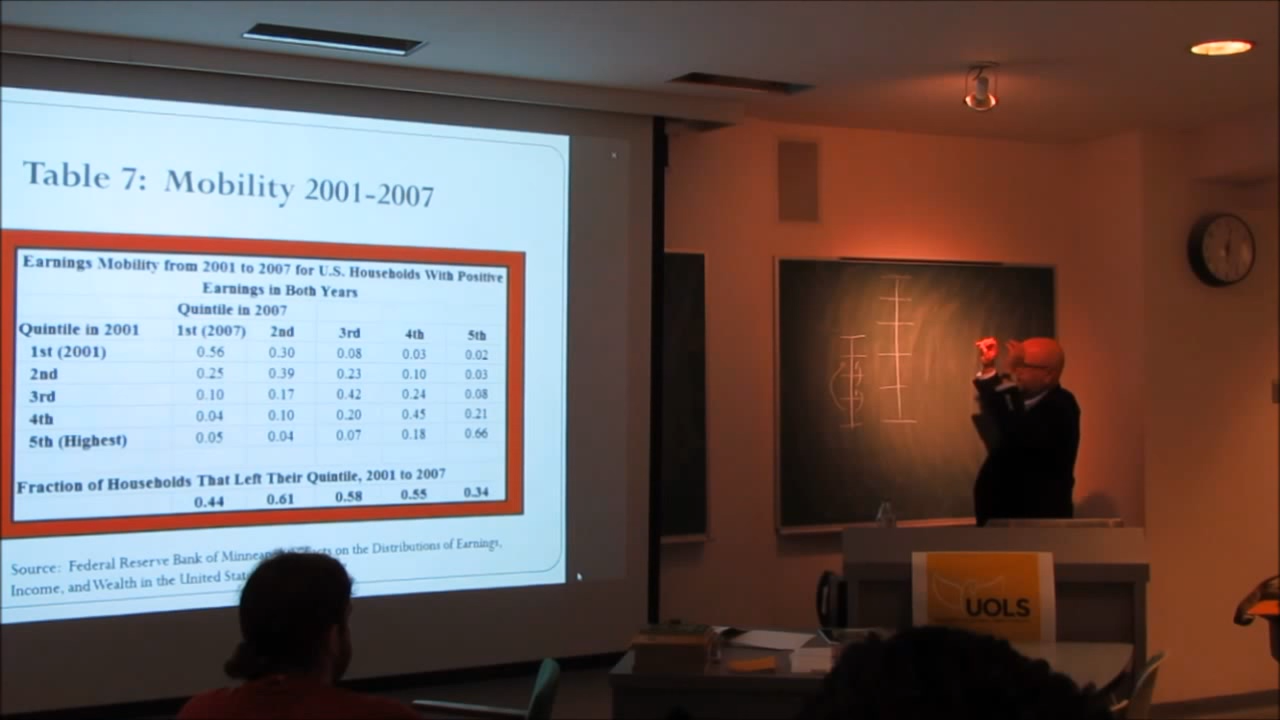 Table 7: Mobility 2001-2007
Earnings Mobility from 2001 to 2007 for U.S. Households With Positive
Earnings in Both Years
Quintile in 2007
Quintile in 2001 1st (2007) 2nd 3rd 4th 5th
1st (2001) 0.56 0.30 0.08 0.03 0.02
2nd 0.25 0.39 0.23 0.10 0.03
3rd 0.10 0.17 0.42 0.24 0.08
4th 0.04 0.10 0.20 0.45 0.21
5th (Highest) 0.05 0.04 0.07 0.18 0.66
Fraction of Households That Left Their Quintile, 2001 to 2007
0.44 0.61 0.58 0.55 0.34
Source: Federal Reserve Bank of on the Distributions of Earnings,
Income, and Wealth in the United
UOLS